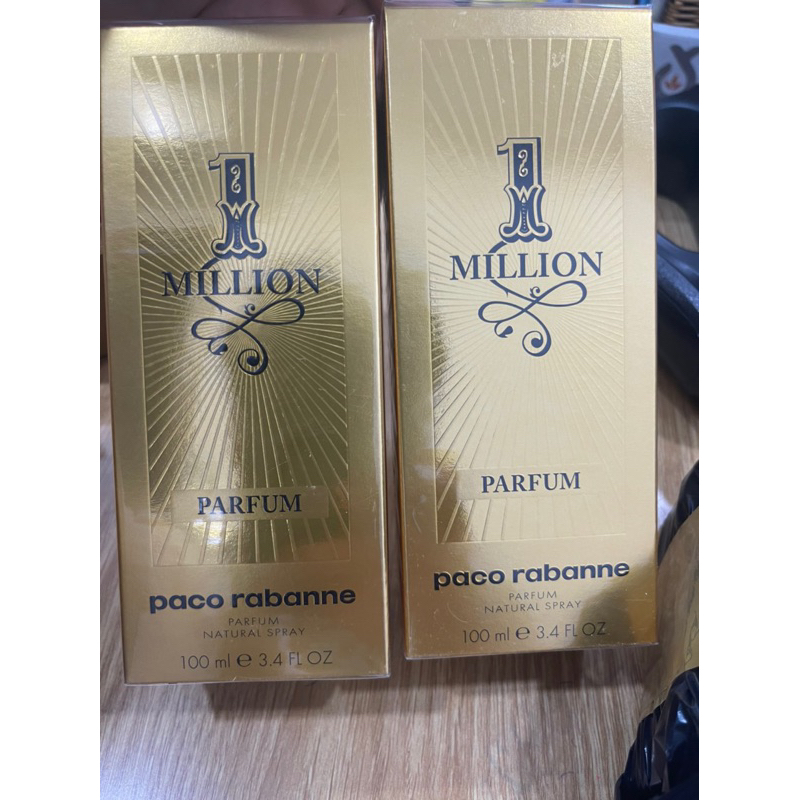 1
MILLION
PARFUM
paco rabanne
PARFUM
NATURAL SPRAY
100 ml ℮ 3.4 FL OZ
1
MILLION
PARFUM
paco rabanne
PARFUM
NATURAL SPRAY
100 ml ℮ 3.4 FL OZ